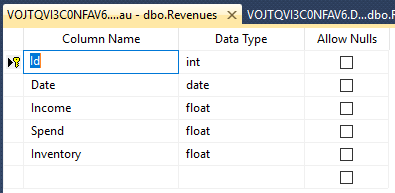 VOJTQVI3C0NFAV6....au - dbo.Revenues VOJTQVI3C0NFAV6.D...dbo.
Column Name Data Type Allow Nulls
Id int
Date date
Income float
Spend float
Inventory float